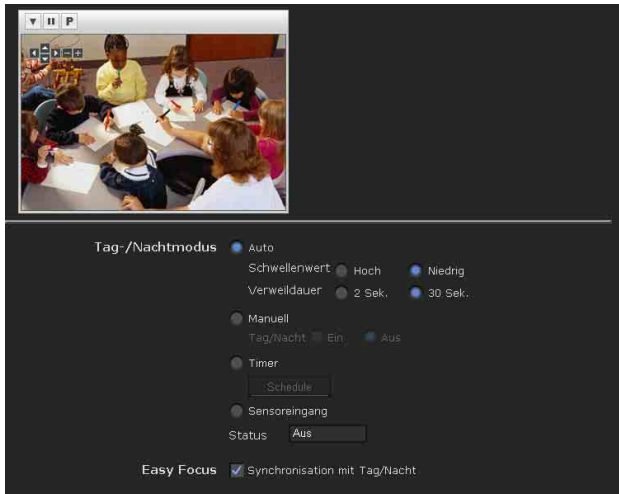 P
Tag-/Nachtmodus Auto
Schwellenwert Hoch Niedrig
Verweildauer 2 Sek. 30 Sek.
Manuell
Tag/Nacht Ein Aus
Timer
Schedule
Sensoreingang
Status Aus
Easy Focus Synchronisation mit Tag/Nacht